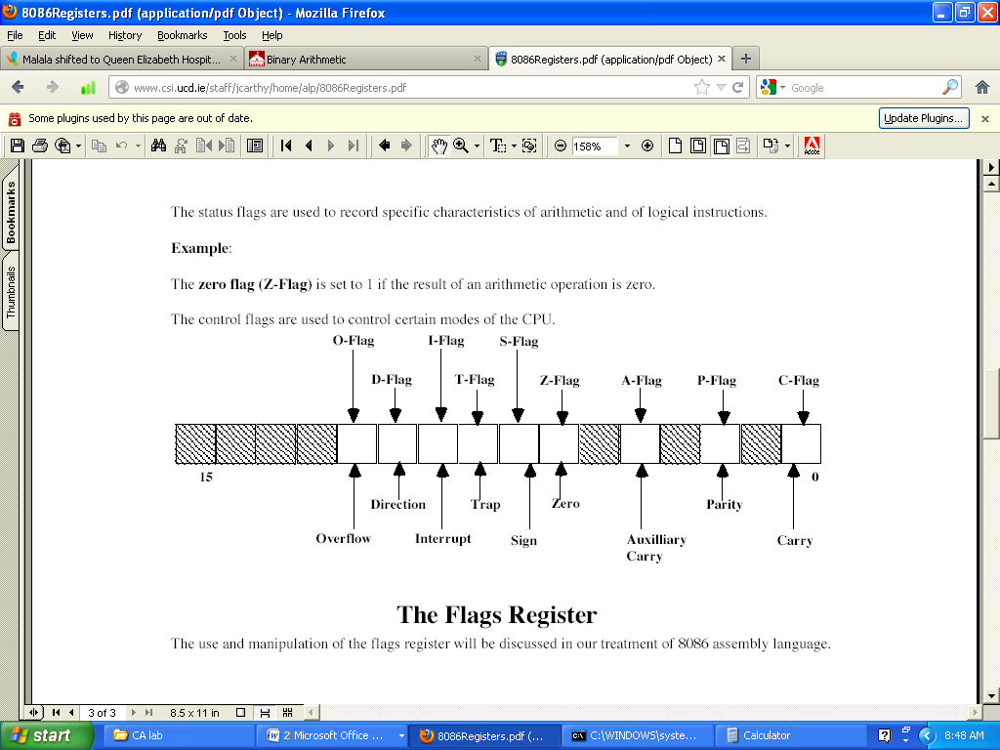 8086Registers.pdf (application/pdf Object) - Mozilla Firefox
File Edit View History Bookmarks Tools Help
Malala shifted to Queen Elizabeth Hospit... Binary Arithmetic 8086Registers.pdf (application/pdf Object)
www.csi.ucd.ie/staff/jcarthy/home/alp/8086Registers.pdf Google
Some plugins used by this page are out of date. Update Plugins...
158%
Adobe
Bookmarks
Thumbnails
The status flags are used to record specific characteristics of arithmetic and of logical instructions.
Example:
The zero flag (Z-Flag) is set to 1 if the result of an arithmetic operation is zero.
The control flags are used to control certain modes of the CPU.
O-Flag I-Flag S-Flag
D-Flag T-Flag Z-Flag A-Flag P-Flag C-Flag
15 0
Direction Trap Zero Parity
Overflow Interrupt Sign Auxilliary Carry
Carry
The Flags Register
The use and manipulation of the flags register will be discussed in our treatment of 8086 assembly language.
3 of 3 8.5 x 11 in
start CA lab 2 Microsoft Office ... 8086Registers.pdf (... C:\WINDOWS\syste... Calculator 8:48 AM